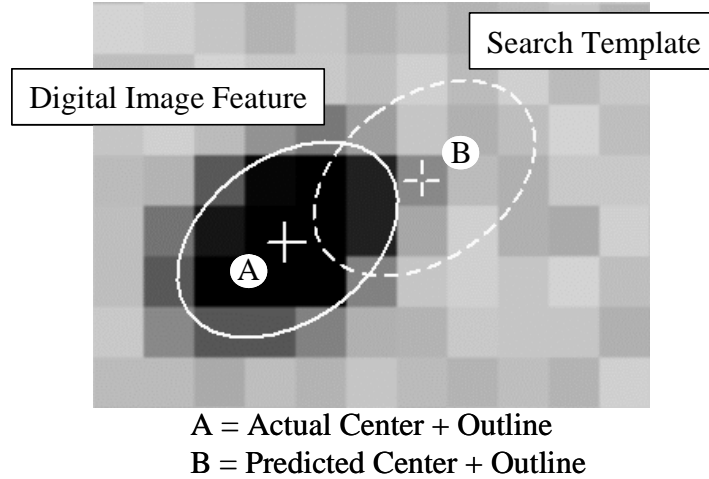 Search Template
Digital Image Feature
B
A
A = Actual Center + Outline
B = Predicted Center + Outline